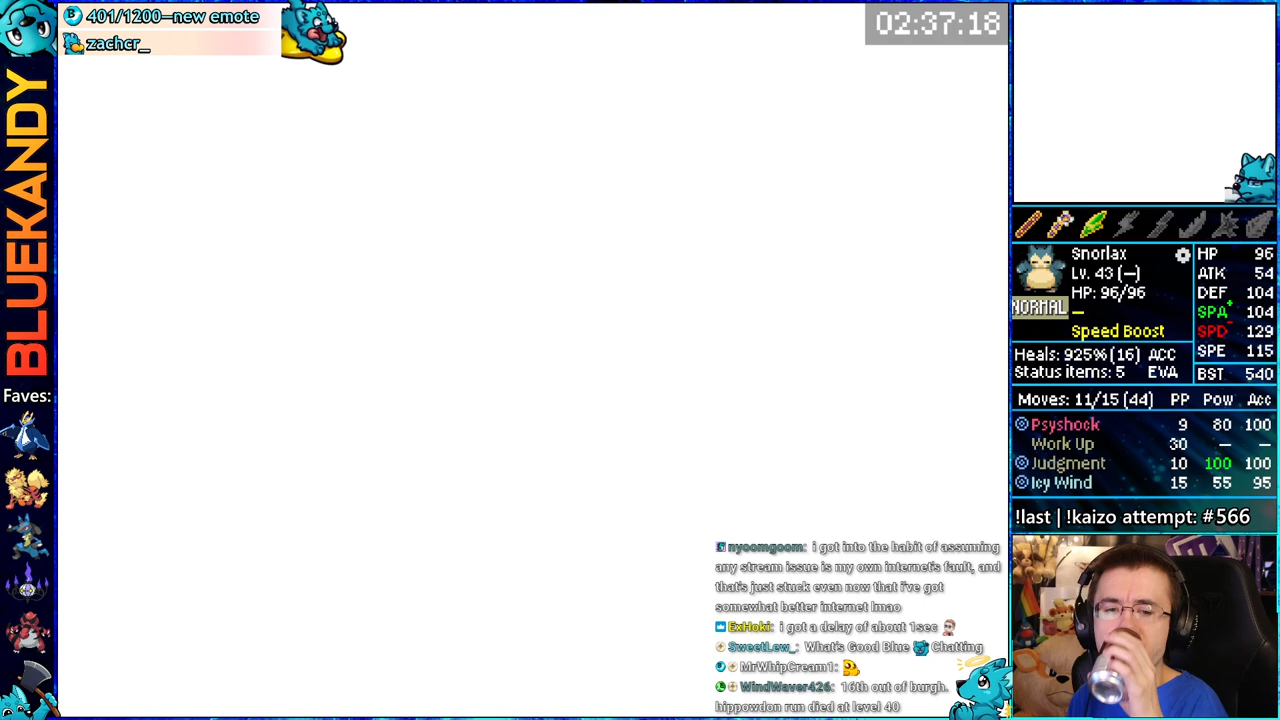 401/1200—new emote
zachcr_
02:37:18
BLUEKANDY
Faves:
Snorlax
Lv. 43 (—)
HP: 96/96
NORMAL
—
Speed Boost
HP 96
ATK 54
DEF 104
SPA+ 104
SPD- 129
SPE 115
BST 540
Heals: 925% (16) ACC
Status items: 5 EVA
Moves: 11/15 (44) PP Pow Acc
Psyshock 9 80 100
Work Up 30 — —
Judgment 10 100 100
Icy Wind 15 55 95
!last | !kaizo attempt: #566
nyoomgoom: i got into the habit of assuming
any stream issue is my own internet's fault, and
that's just stuck even now that i've got
somewhat better internet lmao
ExHoki: i got a delay of about 1sec
SweetLew_: What's Good Blue Chatting
MrWhipCream1:
WindWaver426: 16th out of burgh.
hippowdon run died at level 40